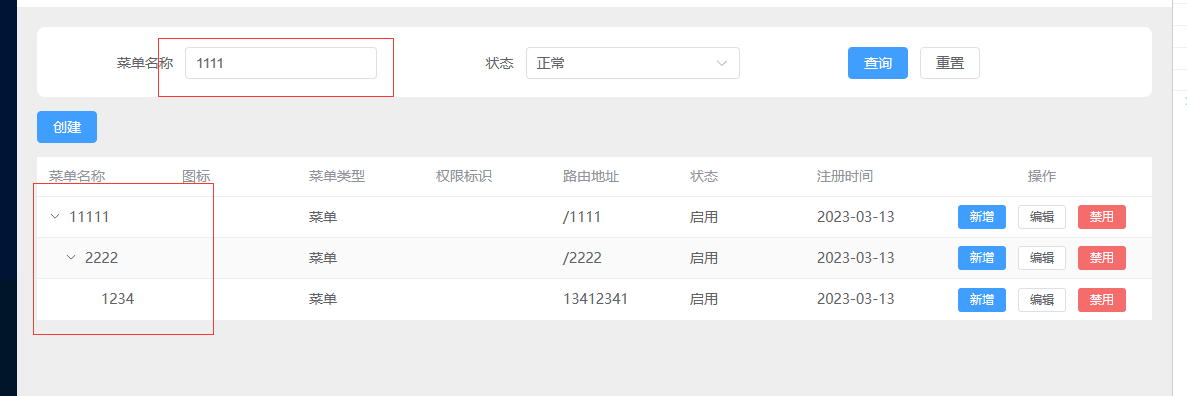 菜单名称 1111 状态 正常 查询 重置
创建
菜单名称 图标 菜单类型 权限标识 路由地址 状态 注册时间 操作
11111 菜单 /1111 启用 2023-03-13 新增 编辑 禁用
2222 菜单 /2222 启用 2023-03-13 新增 编辑 禁用
1234 菜单 13412341 启用 2023-03-13 新增 编辑 禁用